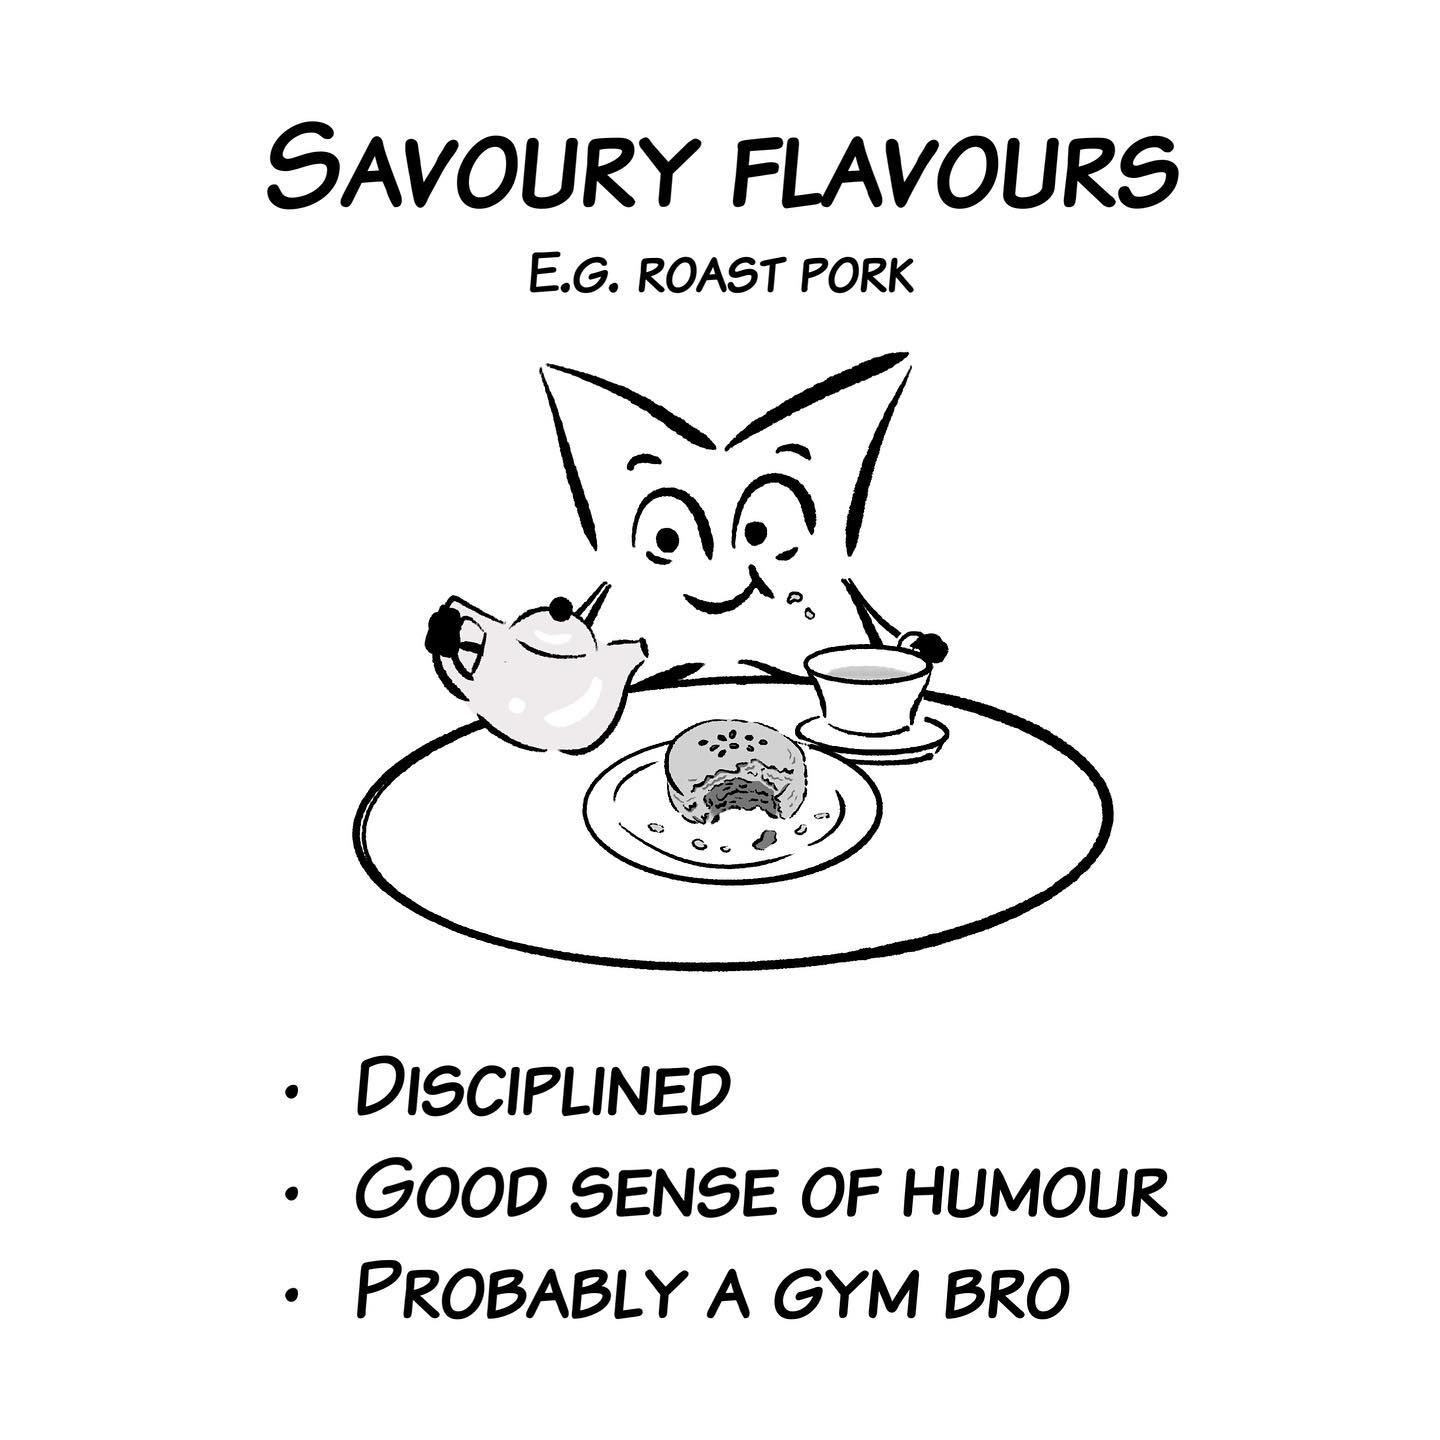 Savoury flavours
E.g. roast pork
• Disciplined
• Good sense of humour
• Probably a gym bro